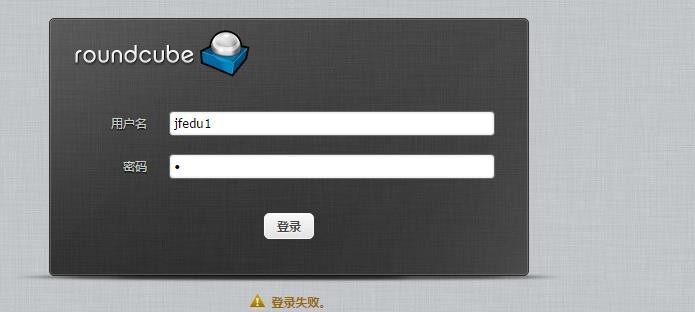 roundcube
用户名 jfedu1
密码 •
登录
登录失败。